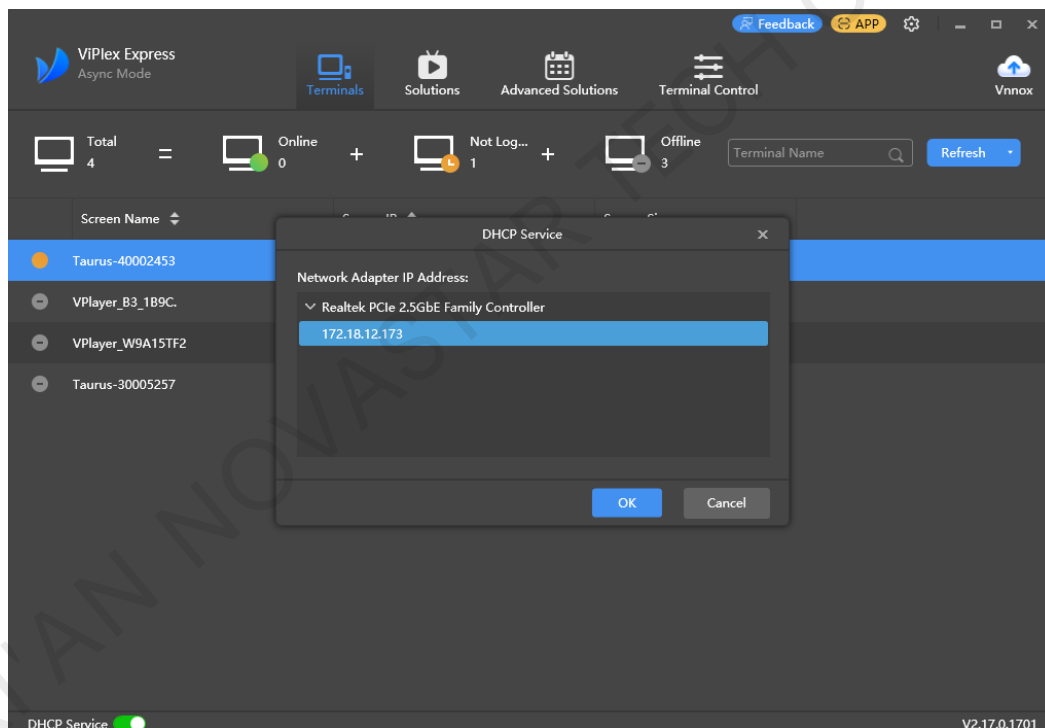 Feedback APP
ViPlex Express
Async Mode
Terminals Solutions Advanced Solutions Terminal Control Vnnox
Total
4
=
Online
0
+
Not Log...
1
+
Offline
3
Terminal Name
Refresh
Screen Name
DHCP Service
Taurus-40002453
Network Adapter IP Address:
VPlayer_B3_1B9C.
Realtek PCIe 2.5GbE Family Controller
172.18.12.173
VPlayer_W9A15TF2
Taurus-30005257
OK Cancel
DHCP Service
V2.17.0.1701
NOVASTAR TECH